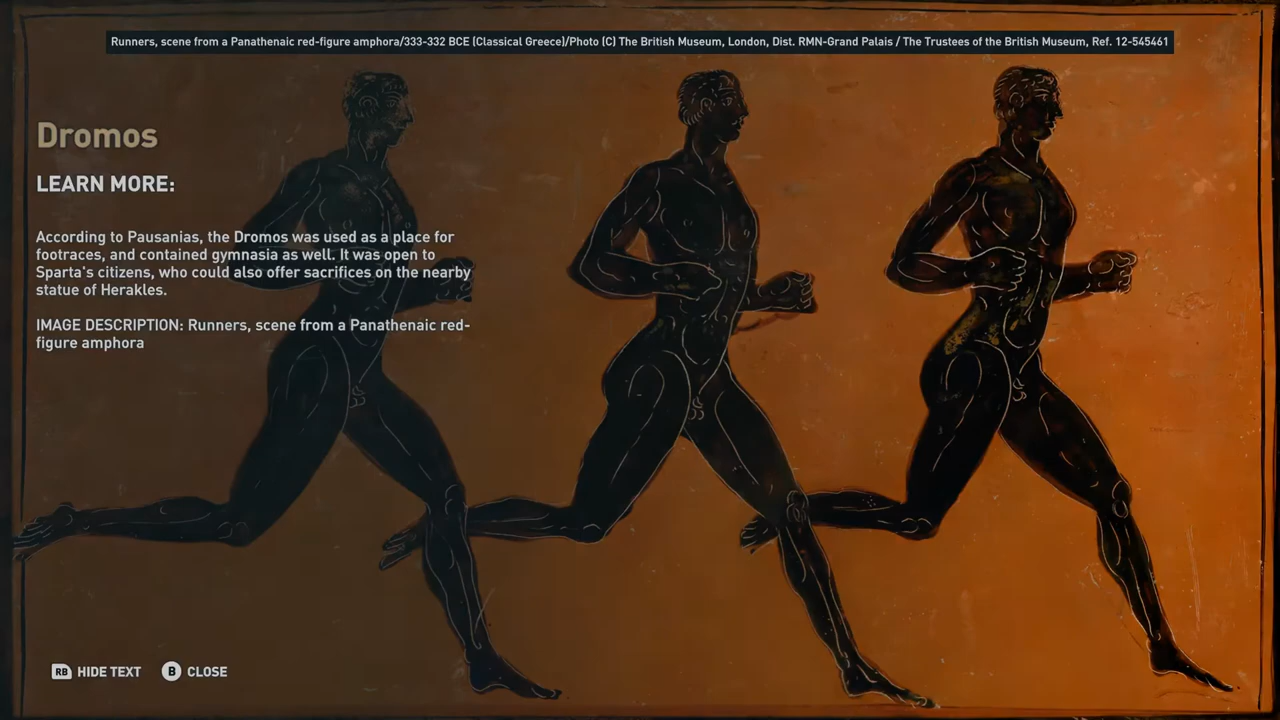 Runners, scene from a Panathenaic red-figure amphora/333-332 BCE (Classical Greece)/Photo (C) The British Museum, London, Dist. RMN-Grand Palais / The Trustees of the British Museum, Ref. 12-545461
Dromos
LEARN MORE:
According to Pausanias, the Dromos was used as a place for
footraces, and contained gymnasia as well. It was open to
Sparta's citizens, who could also offer sacrifices on the nearby
statue of Herakles.
IMAGE DESCRIPTION: Runners, scene from a Panathenaic red-
figure amphora
RB HIDE TEXT B CLOSE